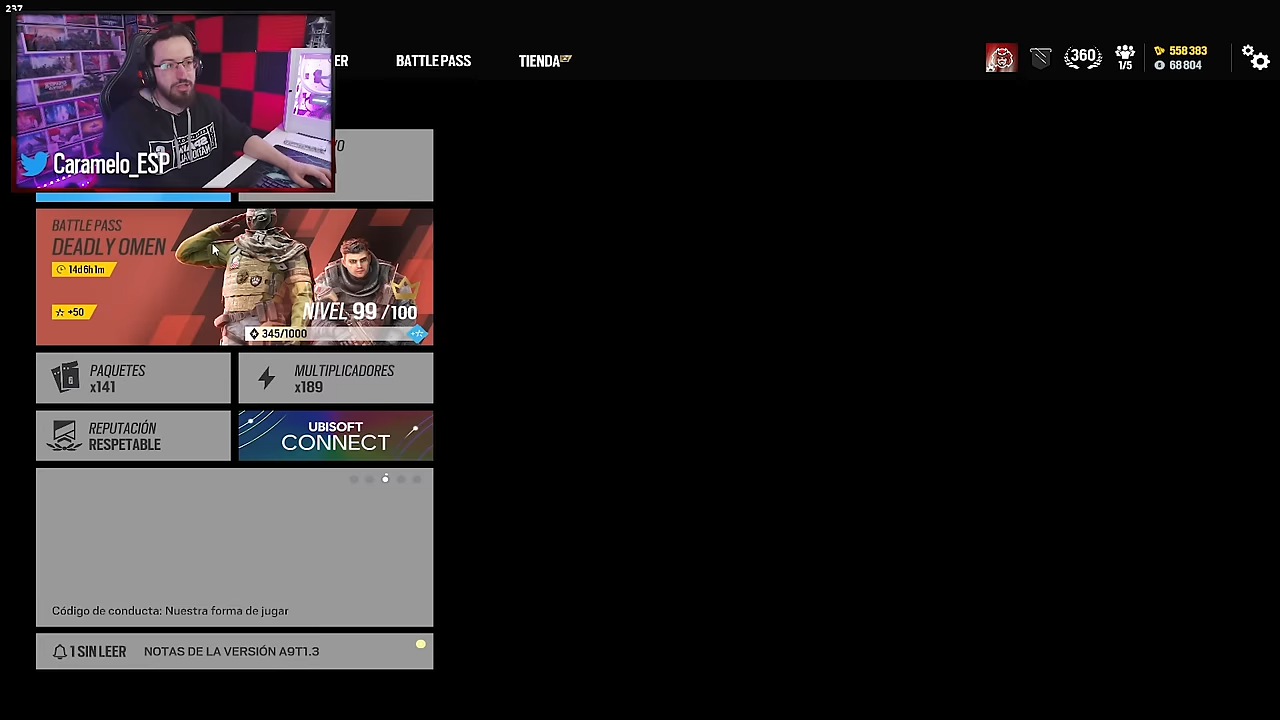 237
ER
BATTLE PASS
TIENDA
360
1/5
558 383
68 804
Caramelo_ESP
BATTLE PASS
DEADLY OMEN
14d 6h 1m
+50
NIVEL 99 /100
345/1000
PAQUETES
x141
MULTIPLICADORES
x189
REPUTACIÓN
RESPETABLE
UBISOFT
CONNECT
Código de conducta: Nuestra forma de jugar
1 SIN LEER
NOTAS DE LA VERSIÓN A9T1.3